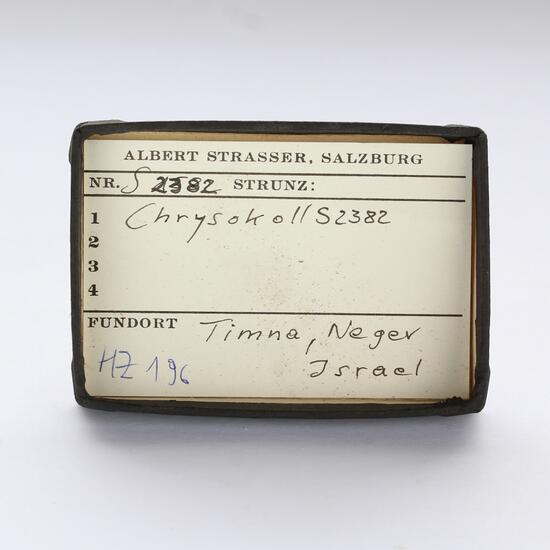 ALBERT STRASSER, SALZBURG
NR. S 2382 STRUNZ:
1 Chrysokoll S2382
2
3
4
FUNDORT Timna, Neger
Israel
HZ 196